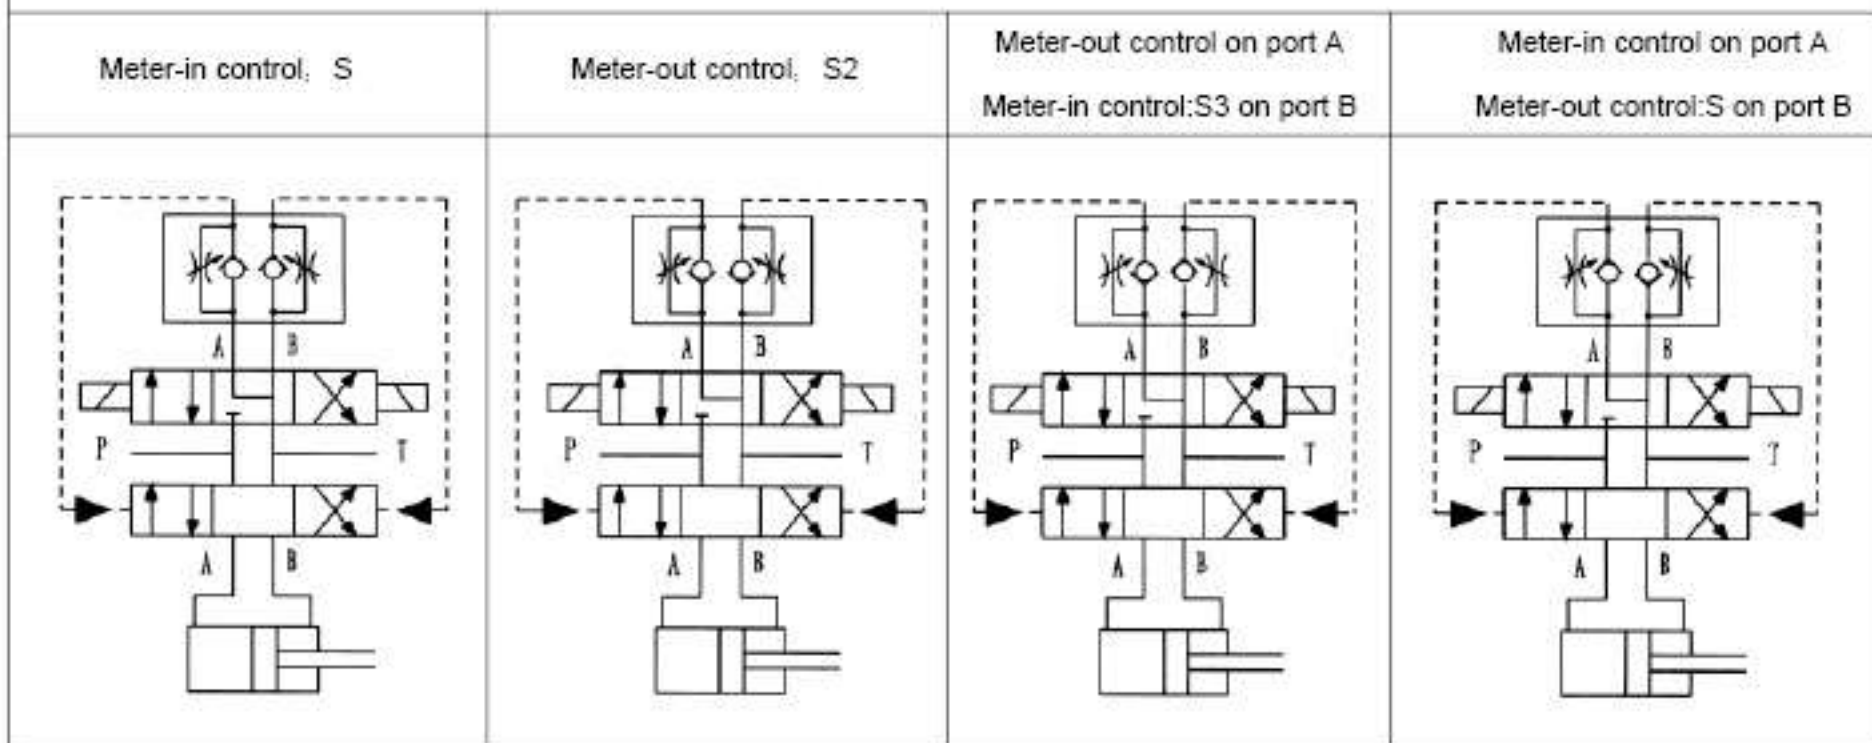 Meter-in control, S
Meter-out control, S2
Meter-out control on port A
Meter-in control:S3 on port B
Meter-in control on port A
Meter-out control:S on port B
A B
P T
A B
A B
P T
A B
A B
P T
A B
A B
P T
A B